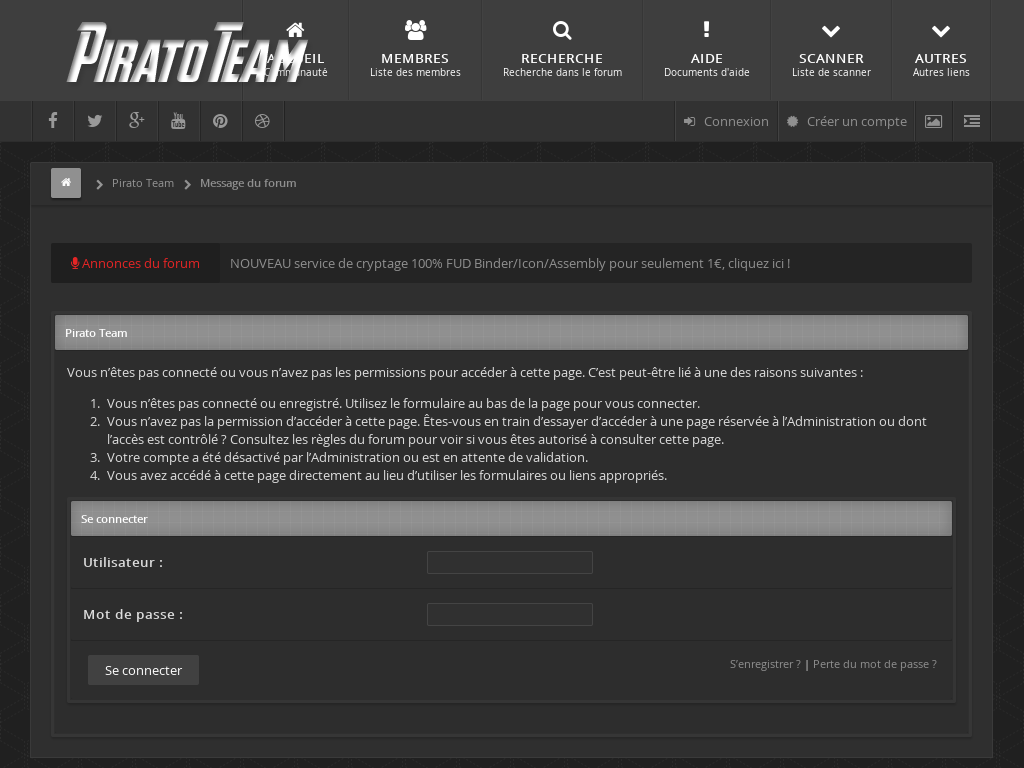 PIRATO TEAM
ACCUEIL
MEMBRES
RECHERCHE
AIDE
SCANNER
AUTRES
Communauté
Liste des membres
Recherche dans le forum
Documents d'aide
Liste de scanner
Autres liens
Connexion
Créer un compte
Pirato Team
Message du forum
Annonces du forum
NOUVEAU service de cryptage 100% FUD Binder/Icon/Assembly pour seulement 1€, cliquez ici !
Pirato Team
Vous n’êtes pas connecté ou vous n’avez pas les permissions pour accéder à cette page. C’est peut-être lié à une des raisons suivantes :
1. Vous n’êtes pas connecté ou enregistré. Utilisez le formulaire au bas de la page pour vous connecter.
2. Vous n’avez pas la permission d’accéder à cette page. Êtes-vous en train d’essayer d’accéder à une page réservée à l’Administration ou dont
l’accès est contrôlé ? Consultez les règles du forum pour voir si vous êtes autorisé à consulter cette page.
3. Votre compte a été désactivé par l’Administration ou est en attente de validation.
4. Vous avez accédé à cette page directement au lieu d’utiliser les formulaires ou liens appropriés.
Se connecter
Utilisateur :
Mot de passe :
Se connecter
S’enregistrer ? | Perte du mot de passe ?